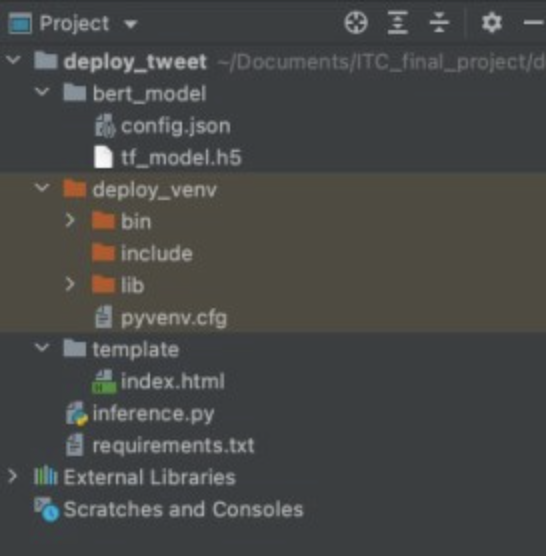 Project
deploy_tweet ~/Documents/ITC_final_project/d
bert_model
config.json
tf_model.h5
deploy_venv
bin
include
lib
pyvenv.cfg
template
index.html
inference.py
requirements.txt
External Libraries
Scratches and Consoles